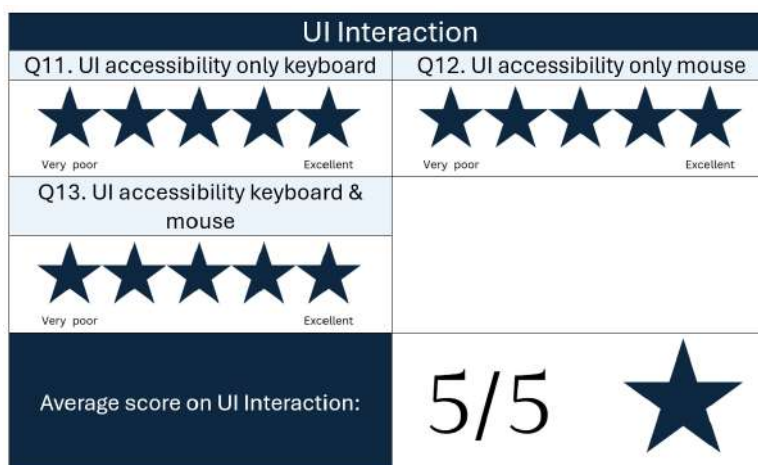 UI Interaction
Q11. UI accessibility only keyboard
Q12. UI accessibility only mouse
Very poor
Excellent
Very poor
Excellent
Q13. UI accessibility keyboard &
mouse
Very poor
Excellent
Average score on UI Interaction:
5/5